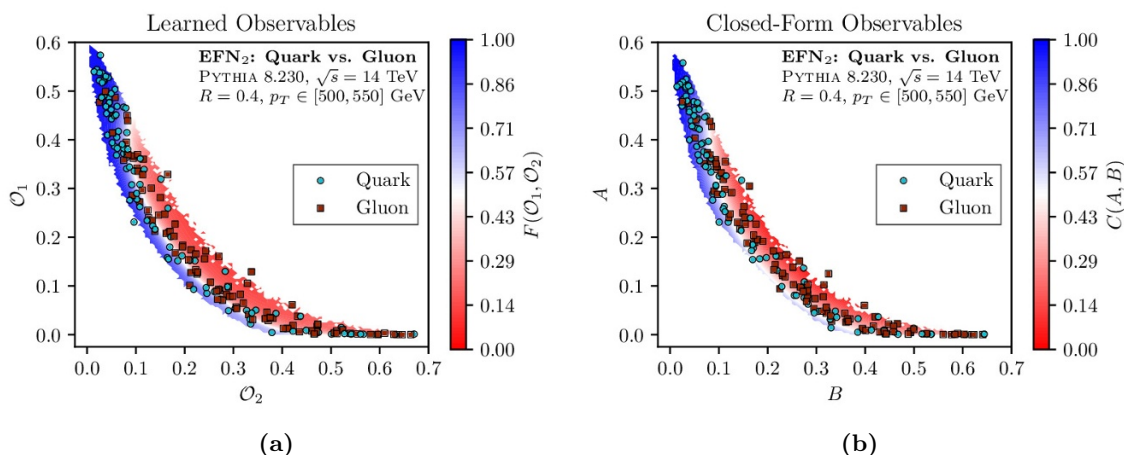 Learned Observables
EFN₂: Quark vs. Gluon
PYTHIA 8.230, √s = 14 TeV
R = 0.4, p_T ∈ [500, 550] GeV
Quark
Gluon
0.6
0.5
0.4
0.3
0.2
0.1
0.0
𝒪₁
0.0 0.1 0.2 0.3 0.4 0.5 0.6 0.7
𝒪₂
1.00
0.86
0.71
0.57
0.43
0.29
0.14
0.00
F(𝒪₁, 𝒪₂)
(a)
Closed-Form Observables
EFN₂: Quark vs. Gluon
PYTHIA 8.230, √s = 14 TeV
R = 0.4, p_T ∈ [500, 550] GeV
Quark
Gluon
0.6
0.5
0.4
0.3
0.2
0.1
0.0
A
0.0 0.1 0.2 0.3 0.4 0.5 0.6 0.7
B
1.00
0.86
0.71
0.57
0.43
0.29
0.14
0.00
C(A, B)
(b)